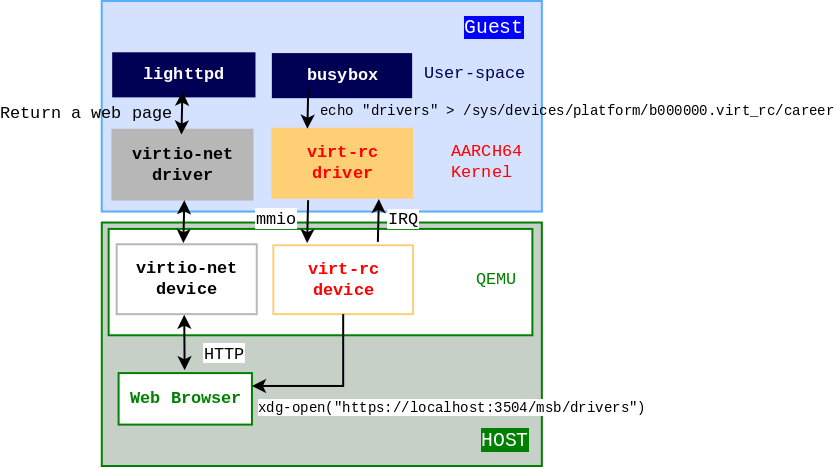 Guest
lighttpd
busybox
User-space
Return a web page
echo "drivers" > /sys/devices/platform/b000000.virt_rc/career
virtio-net
driver
virt-rc
driver
AARCH64
Kernel
mmio
IRQ
virtio-net
device
virt-rc
device
QEMU
HTTP
Web Browser
xdg-open("https://localhost:3504/msb/drivers")
HOST